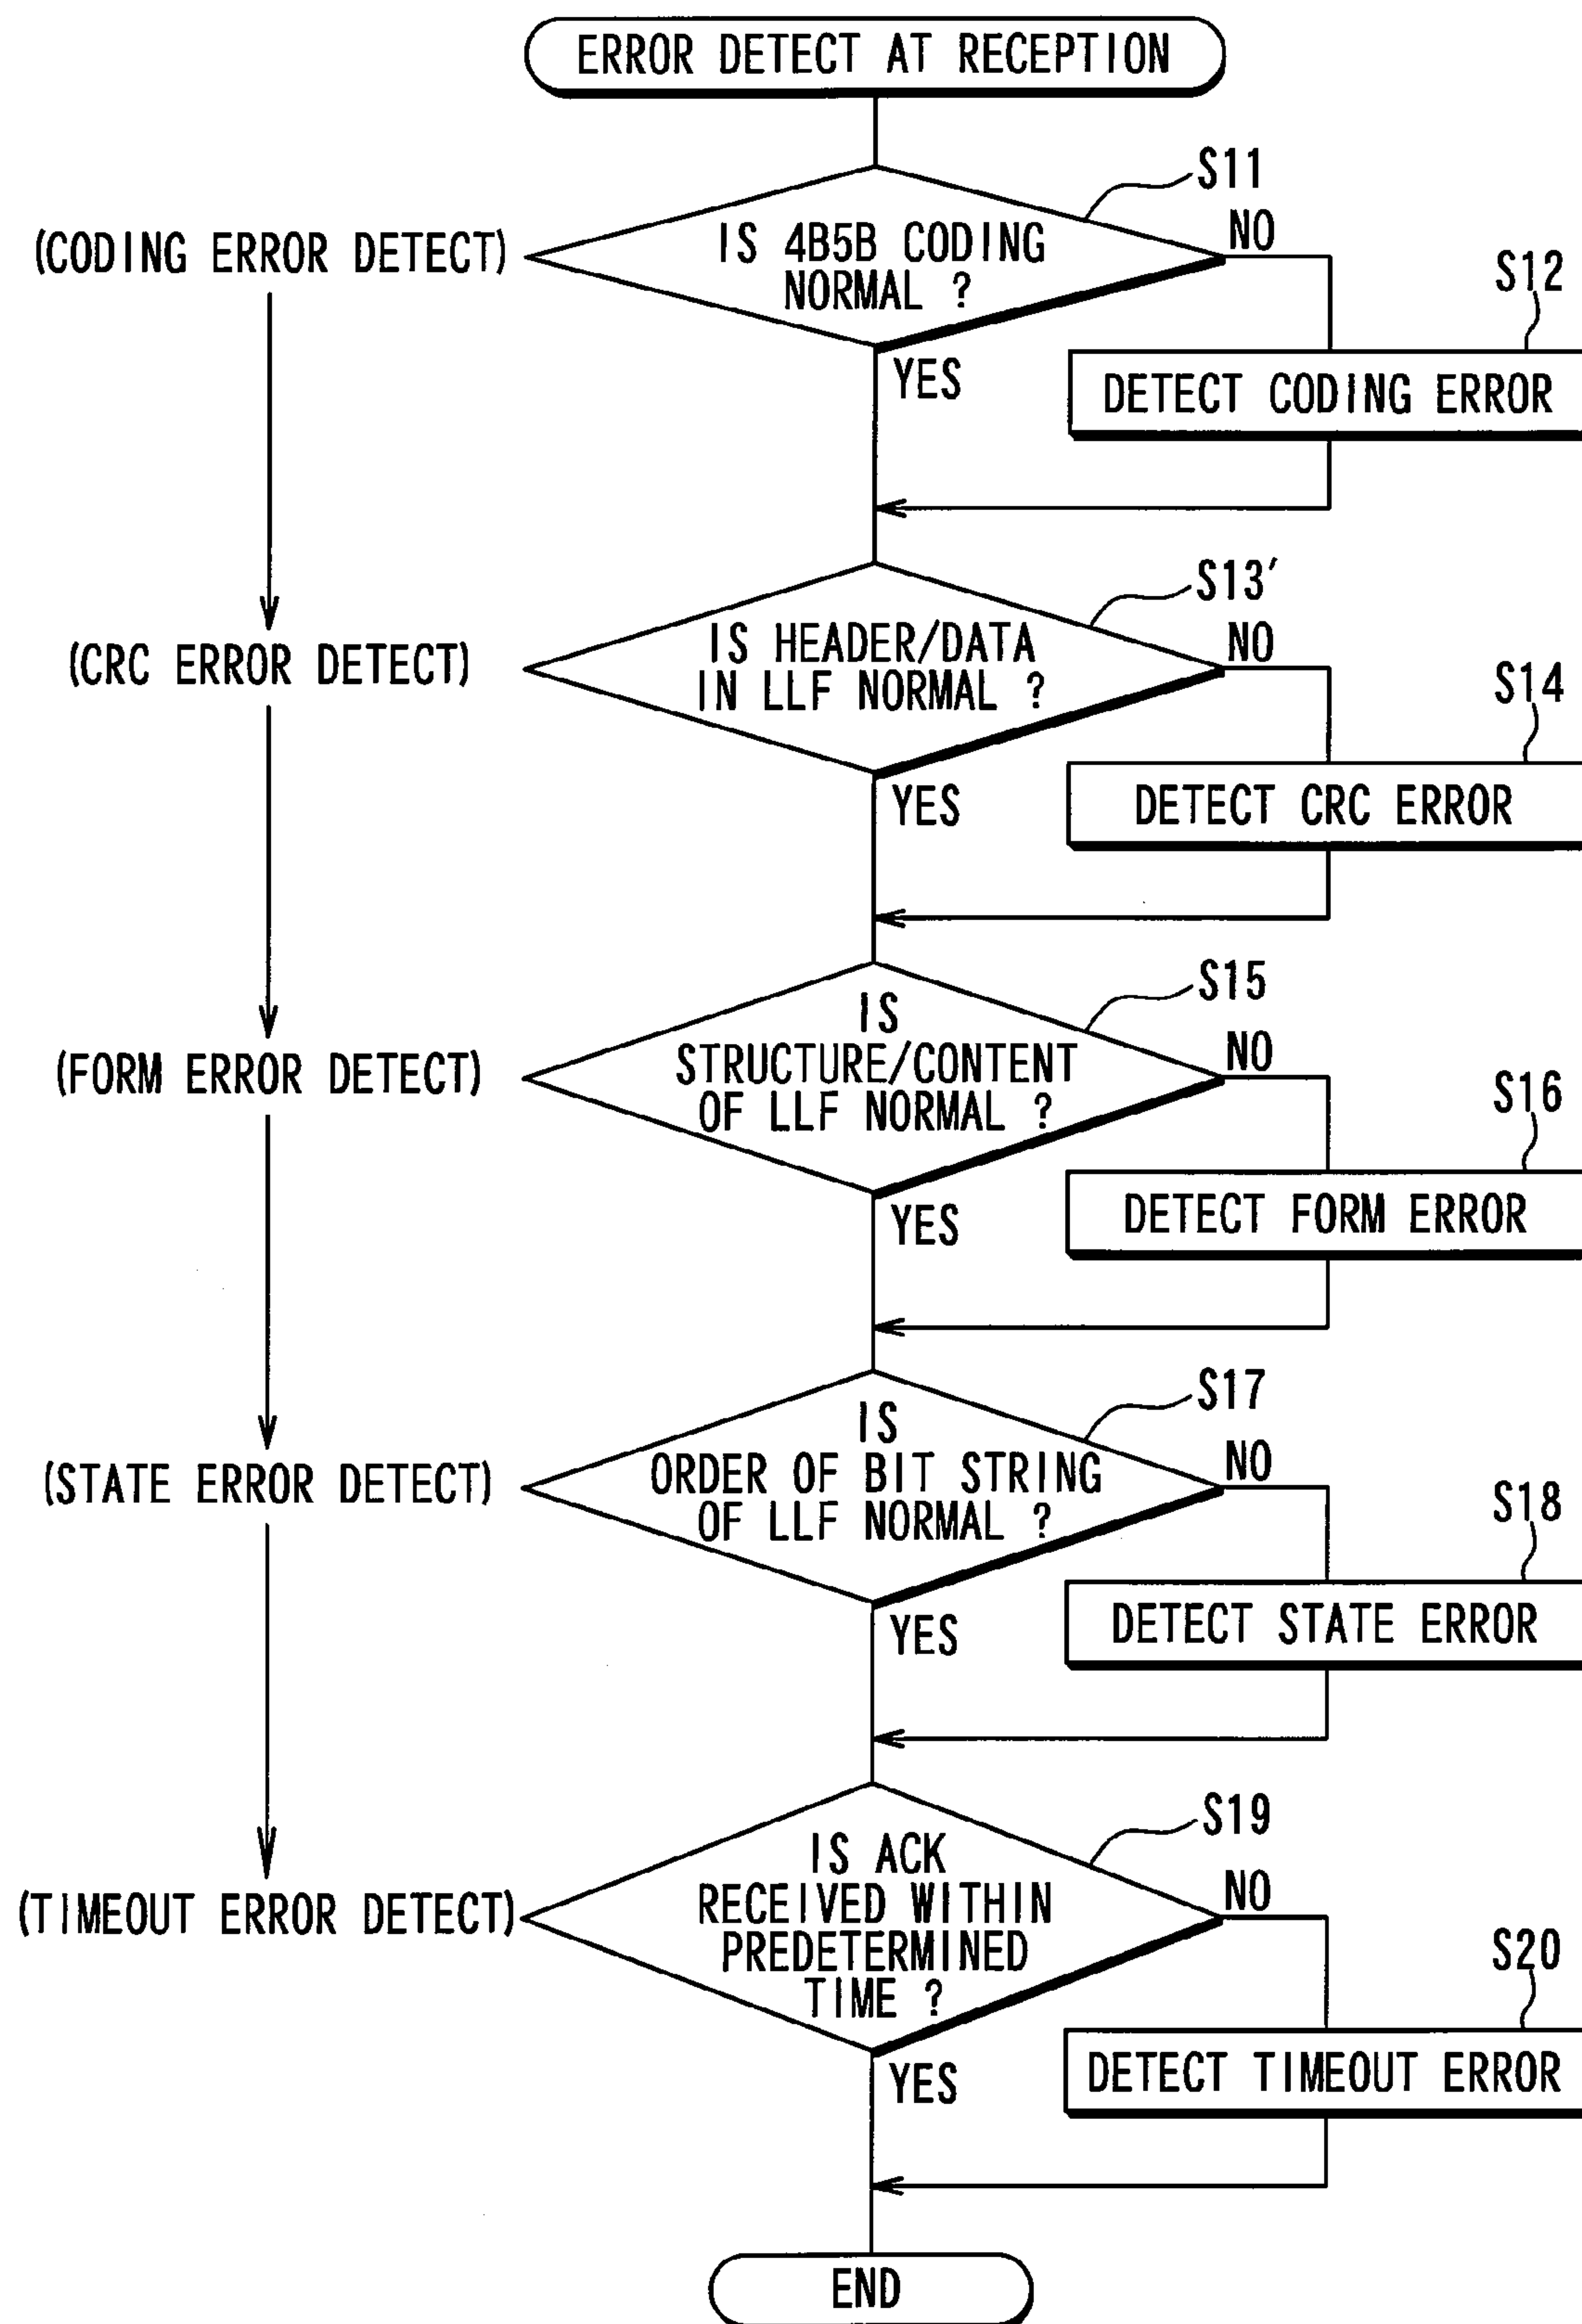 ERROR DETECT AT RECEPTION
S11
(CODING ERROR DETECT)
IS 4B5B CODING
NORMAL ?
NO
YES
S12
DETECT CODING ERROR
S13'
(CRC ERROR DETECT)
IS HEADER/DATA
IN LLF NORMAL ?
NO
YES
S14
DETECT CRC ERROR
S15
(FORM ERROR DETECT)
IS
STRUCTURE/CONTENT
OF LLF NORMAL ?
NO
YES
S16
DETECT FORM ERROR
S17
(STATE ERROR DETECT)
IS
ORDER OF BIT STRING
OF LLF NORMAL ?
NO
YES
S18
DETECT STATE ERROR
S19
(TIMEOUT ERROR DETECT)
IS ACK
RECEIVED WITHIN
PREDETERMINED
TIME ?
NO
YES
S20
DETECT TIMEOUT ERROR
END